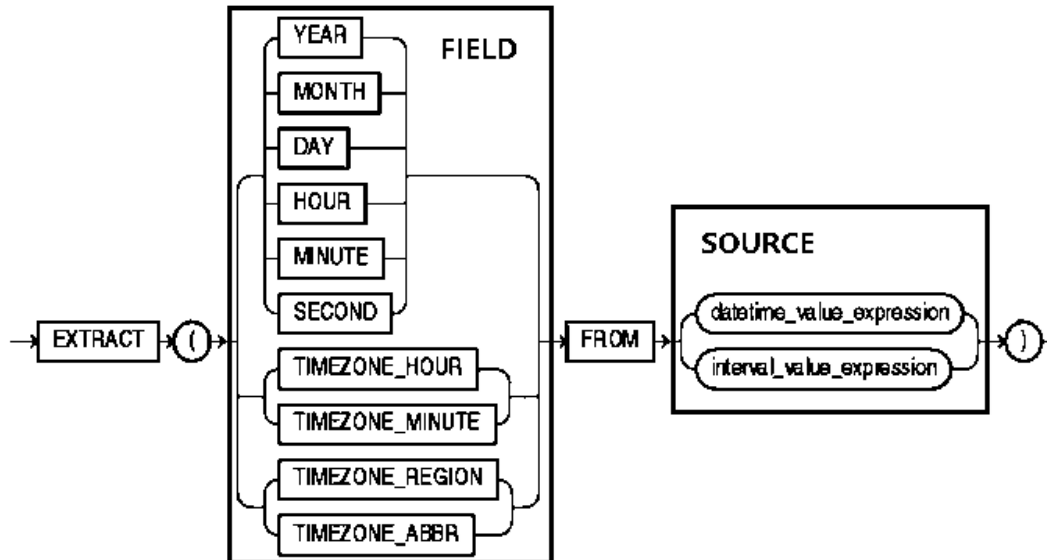 YEAR
FIELD
MONTH
DAY
HOUR
MINUTE
SECOND
EXTRACT
(
TIMEZONE_HOUR
TIMEZONE_MINUTE
TIMEZONE_REGION
TIMEZONE_ABBR
FROM
SOURCE
datetime_value_expression
interval_value_expression
)